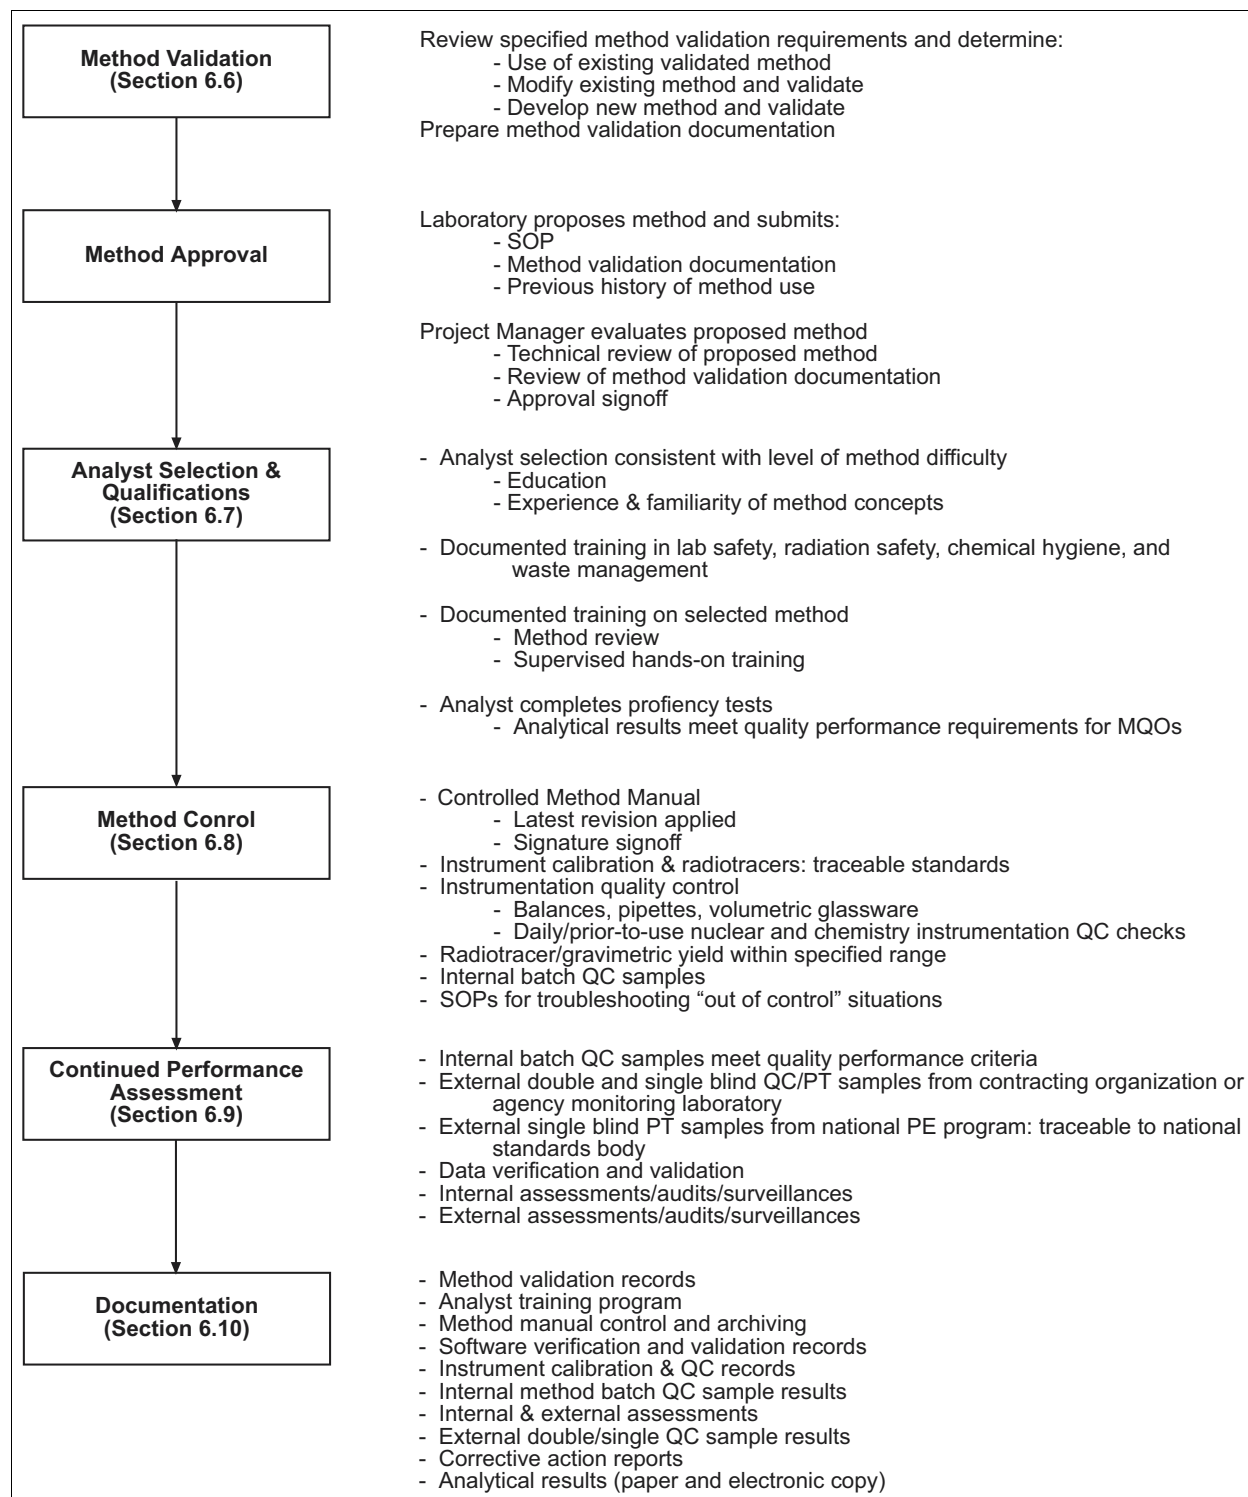 Method Validation
(Section 6.6)
Review specified method validation requirements and determine:
- Use of existing validated method
- Modify existing method and validate
- Develop new method and validate
Prepare method validation documentation
Method Approval
Laboratory proposes method and submits:
- SOP
- Method validation documentation
- Previous history of method use
Project Manager evaluates proposed method
- Technical review of proposed method
- Review of method validation documentation
- Approval signoff
Analyst Selection &
Qualifications
(Section 6.7)
- Analyst selection consistent with level of method difficulty
- Education
- Experience & familiarity of method concepts
- Documented training in lab safety, radiation safety, chemical hygiene, and
waste management
- Documented training on selected method
- Method review
- Supervised hands-on training
- Analyst completes profiency tests
- Analytical results meet quality performance requirements for MQOs
Method Conrol
(Section 6.8)
- Controlled Method Manual
- Latest revision applied
- Signature signoff
- Instrument calibration & radiotracers: traceable standards
- Instrumentation quality control
- Balances, pipettes, volumetric glassware
- Daily/prior-to-use nuclear and chemistry instrumentation QC checks
- Radiotracer/gravimetric yield within specified range
- Internal batch QC samples
- SOPs for troubleshooting “out of control” situations
Continued Performance
Assessment
(Section 6.9)
- Internal batch QC samples meet quality performance criteria
- External double and single blind QC/PT samples from contracting organization or
agency monitoring laboratory
- External single blind PT samples from national PE program: traceable to national
standards body
- Data verification and validation
- Internal assessments/audits/surveillances
- External assessments/audits/surveillances
Documentation
(Section 6.10)
- Method validation records
- Analyst training program
- Method manual control and archiving
- Software verification and validation records
- Instrument calibration & QC records
- Internal method batch QC sample results
- Internal & external assessments
- External double/single QC sample results
- Corrective action reports
- Analytical results (paper and electronic copy)